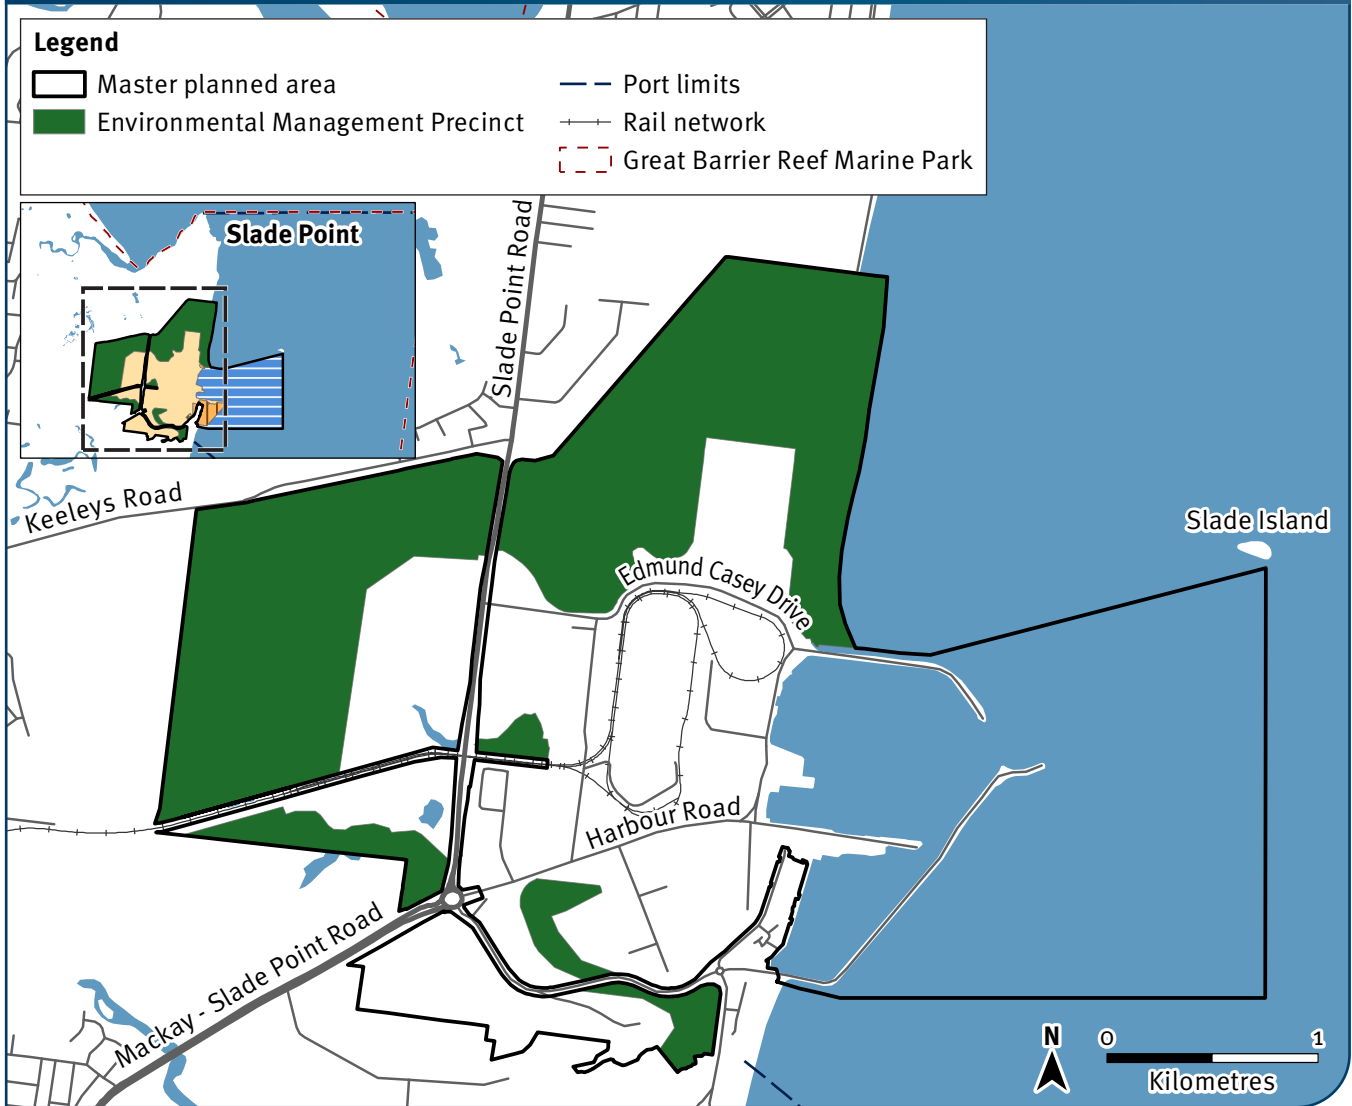 Legend
Master planned area
Environmental Management Precinct
Port limits
Rail network
Great Barrier Reef Marine Park
Slade Point
Slade Point Road
Keeleys Road
Slade Island
Edmund Casey Drive
Harbour Road
Mackay - Slade Point Road
N
0 1
Kilometres